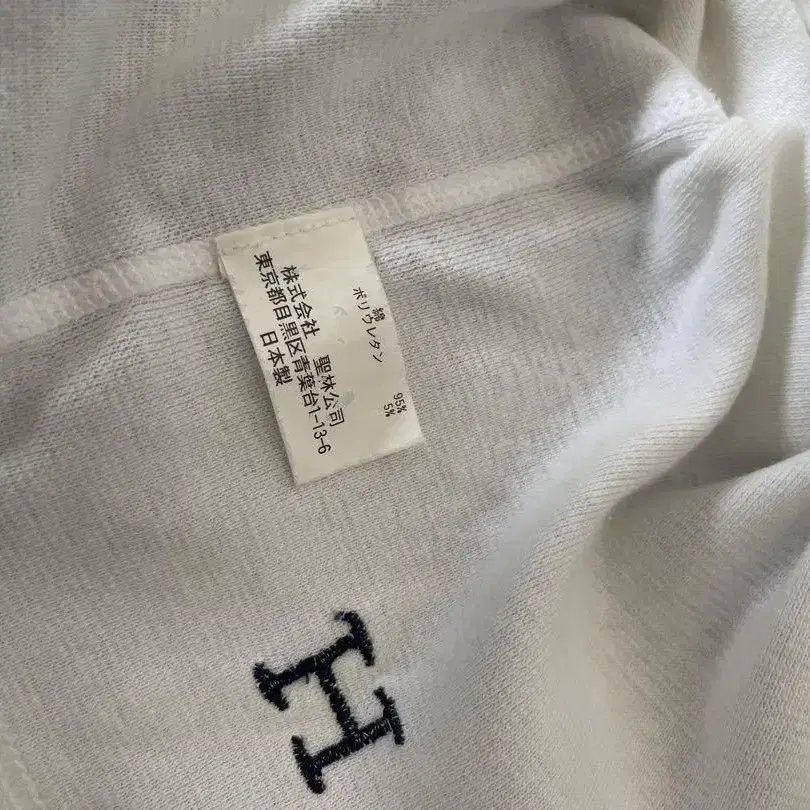 綿 95%
ポリウレタン 5%
株式会社 聖林公司
東京都目黒区青葉台1-13-6
日本製
H